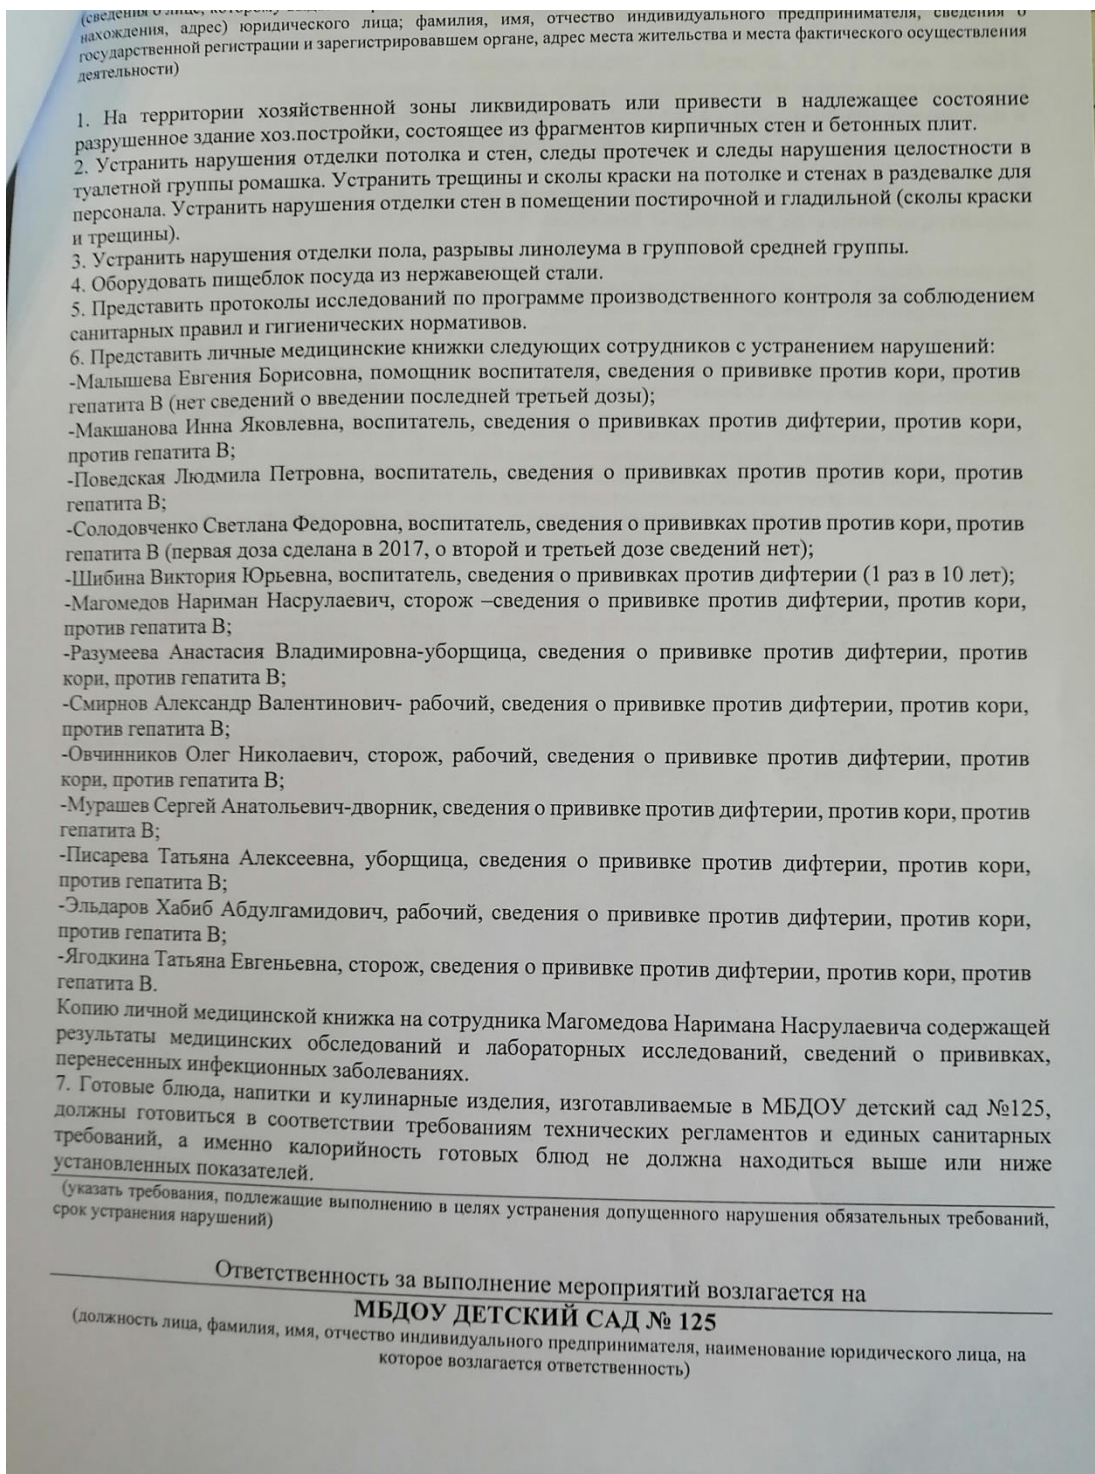 (сведения о лице, которому
нахождения, адрес) юридического лица; фамилия, имя, отчество индивидуального предпринимателя, сведения о
государственной регистрации и зарегистрировавшем органе, адрес места жительства и места фактического осуществления
деятельности)
1. На территории хозяйственной зоны ликвидировать или привести в надлежащее состояние
разрушенное здание хоз.постройки, состоящее из фрагментов кирпичных стен и бетонных плит.
2. Устранить нарушения отделки потолка и стен, следы протечек и следы нарушения целостности в
туалетной группы ромашка. Устранить трещины и сколы краски на потолке и стенах в раздевалке для
персонала. Устранить нарушения отделки стен в помещении постирочной и гладильной (сколы краски
и трещины).
3. Устранить нарушения отделки пола, разрывы линолеума в групповой средней группы.
4. Оборудовать пищеблок посуда из нержавеющей стали.
5. Представить протоколы исследований по программе производственного контроля за соблюдением
санитарных правил и гигиенических нормативов.
6. Представить личные медицинские книжки следующих сотрудников с устранением нарушений:
-Малышева Евгения Борисовна, помощник воспитателя, сведения о прививке против кори, против
гепатита В (нет сведений о введении последней третьей дозы);
-Макшанова Инна Яковлевна, воспитатель, сведения о прививках против дифтерии, против кори,
против гепатита В;
-Поведская Людмила Петровна, воспитатель, сведения о прививках против против кори, против
гепатита В;
-Солодовченко Светлана Федоровна, воспитатель, сведения о прививках против против кори, против
гепатита В (первая доза сделана в 2017, о второй и третьей дозе сведений нет);
-Шибина Виктория Юрьевна, воспитатель, сведения о прививках против дифтерии (1 раз в 10 лет);
-Магомедов Нариман Насрулаевич, сторож –сведения о прививке против дифтерии, против кори,
против гепатита В;
-Разумеева Анастасия Владимировна-уборщица, сведения о прививке против дифтерии, против
кори, против гепатита В;
-Смирнов Александр Валентинович- рабочий, сведения о прививке против дифтерии, против кори,
против гепатита В;
-Овчинников Олег Николаевич, сторож, рабочий, сведения о прививке против дифтерии, против
кори, против гепатита В;
-Мурашев Сергей Анатольевич-дворник, сведения о прививке против дифтерии, против кори, против
гепатита В;
-Писарева Татьяна Алексеевна, уборщица, сведения о прививке против дифтерии, против кори,
против гепатита В;
-Эльдаров Хабиб Абдулгамидович, рабочий, сведения о прививке против дифтерии, против кори,
против гепатита В;
-Ягодкина Татьяна Евгеньевна, сторож, сведения о прививке против дифтерии, против кори, против
гепатита В.
Копию личной медицинской книжка на сотрудника Магомедова Наримана Насрулаевича содержащей
результаты медицинских обследований и лабораторных исследований, сведений о прививках,
перенесенных инфекционных заболеваниях.
7. Готовые блюда, напитки и кулинарные изделия, изготавливаемые в МБДОУ детский сад №125,
должны готовиться в соответствии требованиям технических регламентов и единых санитарных
требований, а именно калорийность готовых блюд не должна находиться выше или ниже
установленных показателей.
(указать требования, подлежащие выполнению в целях устранения допущенного нарушения обязательных требований,
срок устранения нарушений)
Ответственность за выполнение мероприятий возлагается на
МБДОУ ДЕТСКИЙ САД № 125
(должность лица, фамилия, имя, отчество индивидуального предпринимателя, наименование юридического лица, на
которое возлагается ответственность)